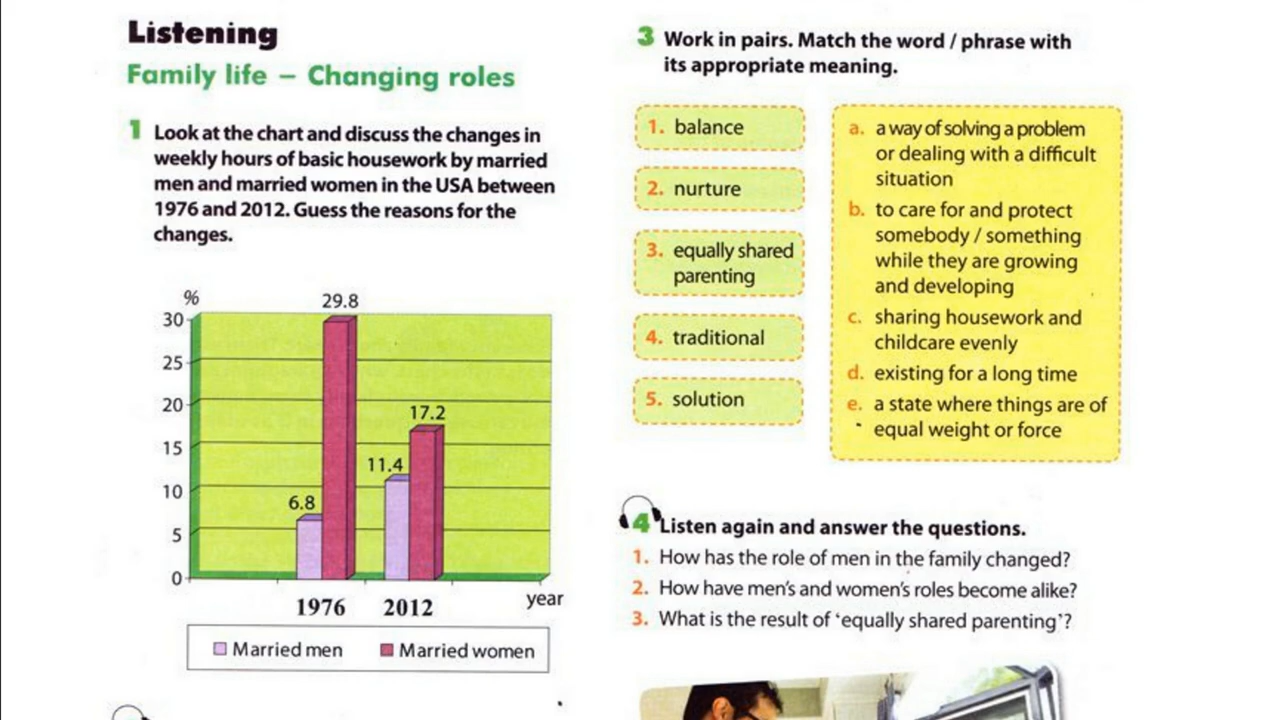 Listening
Family life – Changing roles
1 Look at the chart and discuss the changes in
weekly hours of basic housework by married
men and married women in the USA between
1976 and 2012. Guess the reasons for the
changes.
%
30
25
20
15
10
5
0
6.8
29.8
11.4
17.2
1976
2012
year
Married men
Married women
3 Work in pairs. Match the word / phrase with
its appropriate meaning.
1. balance
2. nurture
3. equally shared
parenting
4. traditional
5. solution
a. a way of solving a problem
or dealing with a difficult
situation
b. to care for and protect
somebody / something
while they are growing
and developing
c. sharing housework and
childcare evenly
d. existing for a long time
e. a state where things are of
equal weight or force
4 Listen again and answer the questions.
1. How has the role of men in the family changed?
2. How have men's and women's roles become alike?
3. What is the result of 'equally shared parenting'?